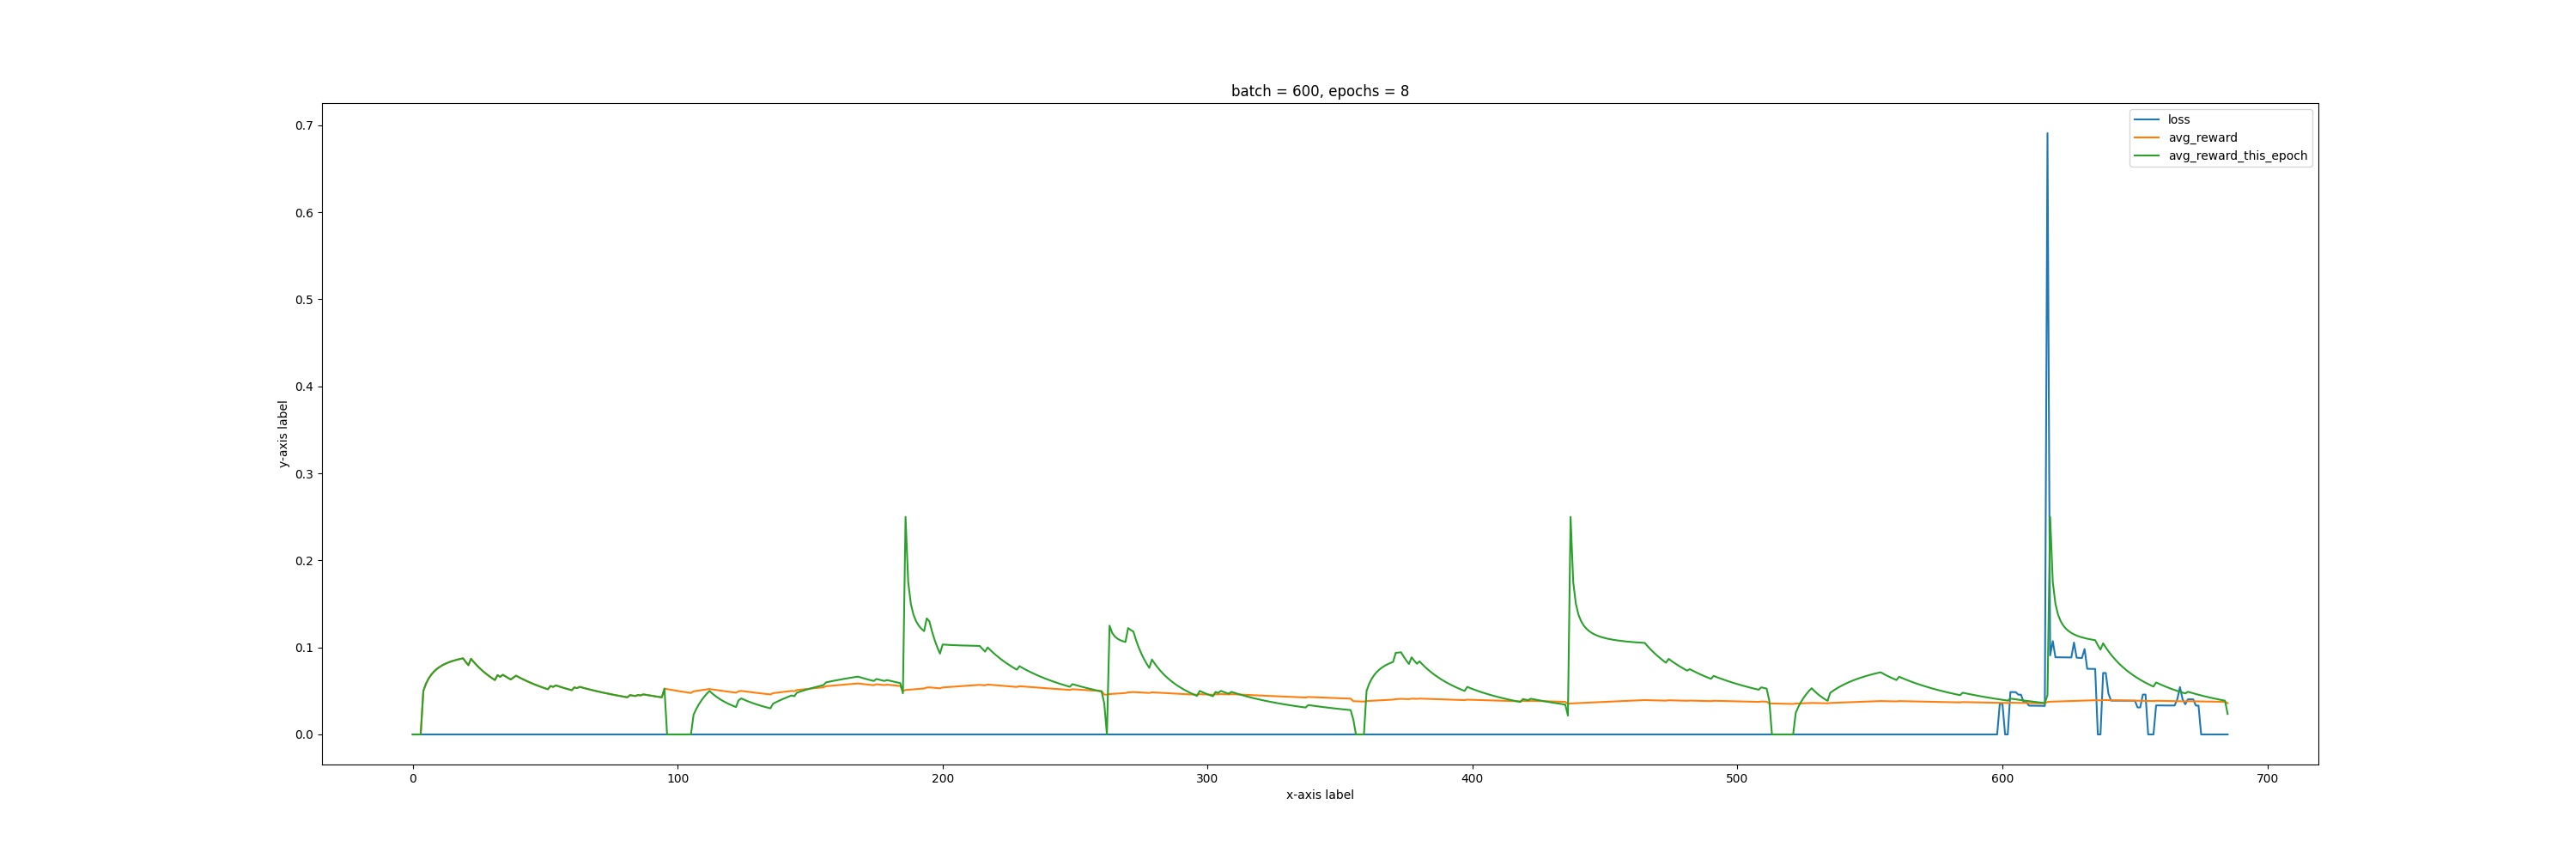 batch = 600, epochs = 8
loss
avg_reward
avg_reward_this_epoch
0.7
0.6
0.5
0.4
0.3
0.2
0.1
0.0
y-axis label
0 100 200 300 400 500 600 700
x-axis label